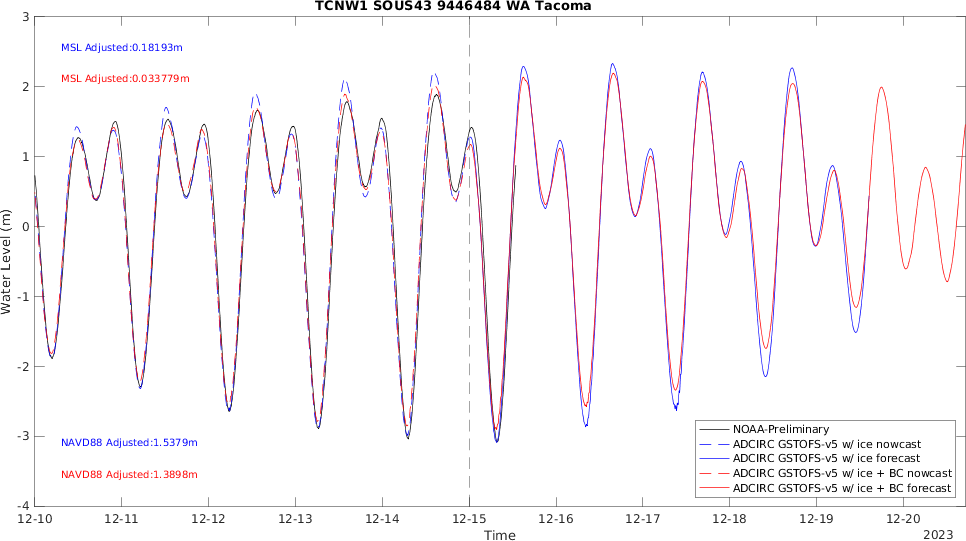 TCNW1 SOUS43 9446484 WA Tacoma
3
2
1
0
-1
-2
-3
-4
Water Level (m)
MSL Adjusted:0.18193m
MSL Adjusted:0.033779m
NAVD88 Adjusted:1.5379m
NAVD88 Adjusted:1.3898m
NOAA-Preliminary
ADCIRC GSTOFS-v5 w/ ice nowcast
ADCIRC GSTOFS-v5 w/ ice forecast
ADCIRC GSTOFS-v5 w/ ice + BC nowcast
ADCIRC GSTOFS-v5 w/ ice + BC forecast
12-10 12-11 12-12 12-13 12-14 12-15 12-16 12-17 12-18 12-19 12-20
Time
2023